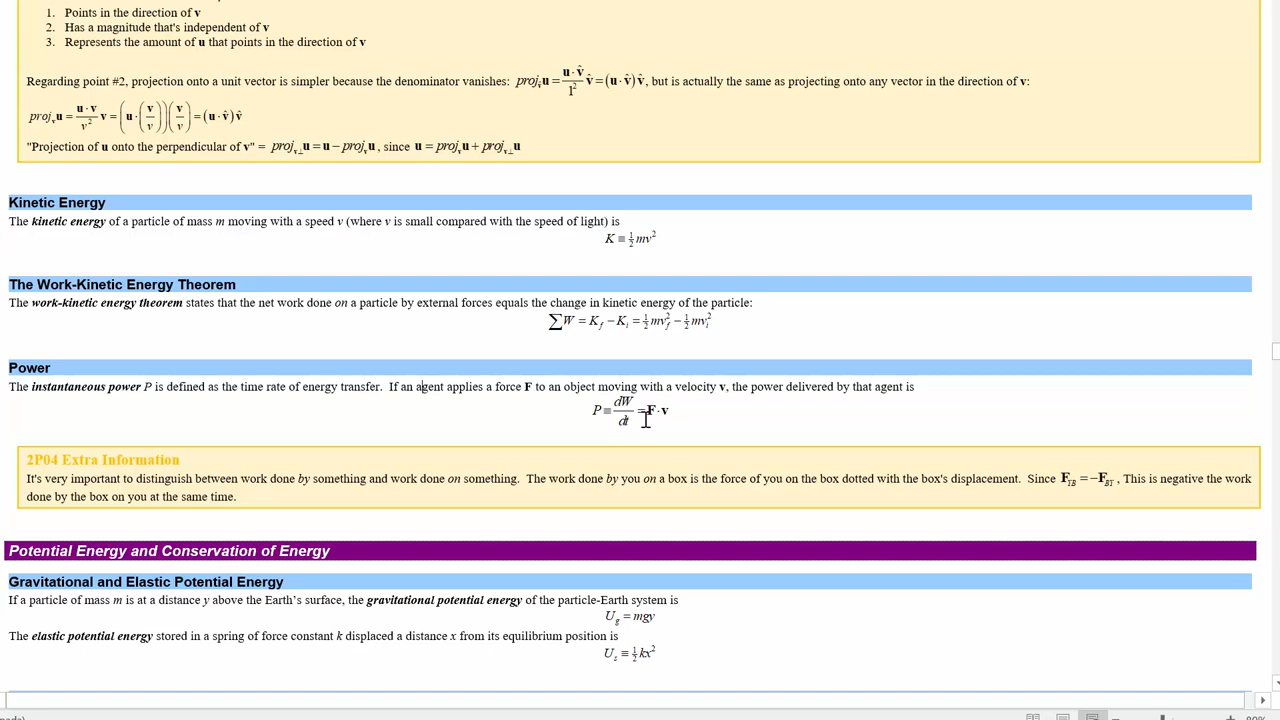 1. Points in the direction of v
2. Has a magnitude that's independent of v
3. Represents the amount of u that points in the direction of v
Regarding point #2, projection onto a unit vector is simpler because the denominator vanishes: proj_v̂ u = (u · v̂)/1² v̂ = (u · v̂) v̂, but is actually the same as projecting onto any vector in the direction of v:
proj_v u = (u · v)/v² v = (u · (v/v)) (v/v) = (u · v̂) v̂
"Projection of u onto the perpendicular of v" = proj_v⊥ u = u − proj_v u, since u = proj_v u + proj_v⊥ u
Kinetic Energy
The kinetic energy of a particle of mass m moving with a speed v (where v is small compared with the speed of light) is
K ≡ ½ mv²
The Work-Kinetic Energy Theorem
The work-kinetic energy theorem states that the net work done on a particle by external forces equals the change in kinetic energy of the particle:
∑W = K_f − K_i = ½ mv_f² − ½ mv_i²
Power
The instantaneous power P is defined as the time rate of energy transfer. If an agent applies a force F to an object moving with a velocity v, the power delivered by that agent is
P ≡ dW/dt = F · v
2P04 Extra Information
It's very important to distinguish between work done by something and work done on something. The work done by you on a box is the force of you on the box dotted with the box's displacement. Since F_TB = −F_BT, This is negative the work
done by the box on you at the same time.
Potential Energy and Conservation of Energy
Gravitational and Elastic Potential Energy
If a particle of mass m is at a distance y above the Earth's surface, the gravitational potential energy of the particle-Earth system is
U_g = mgy
The elastic potential energy stored in a spring of force constant k displaced a distance x from its equilibrium position is
U_s ≡ ½ kx²